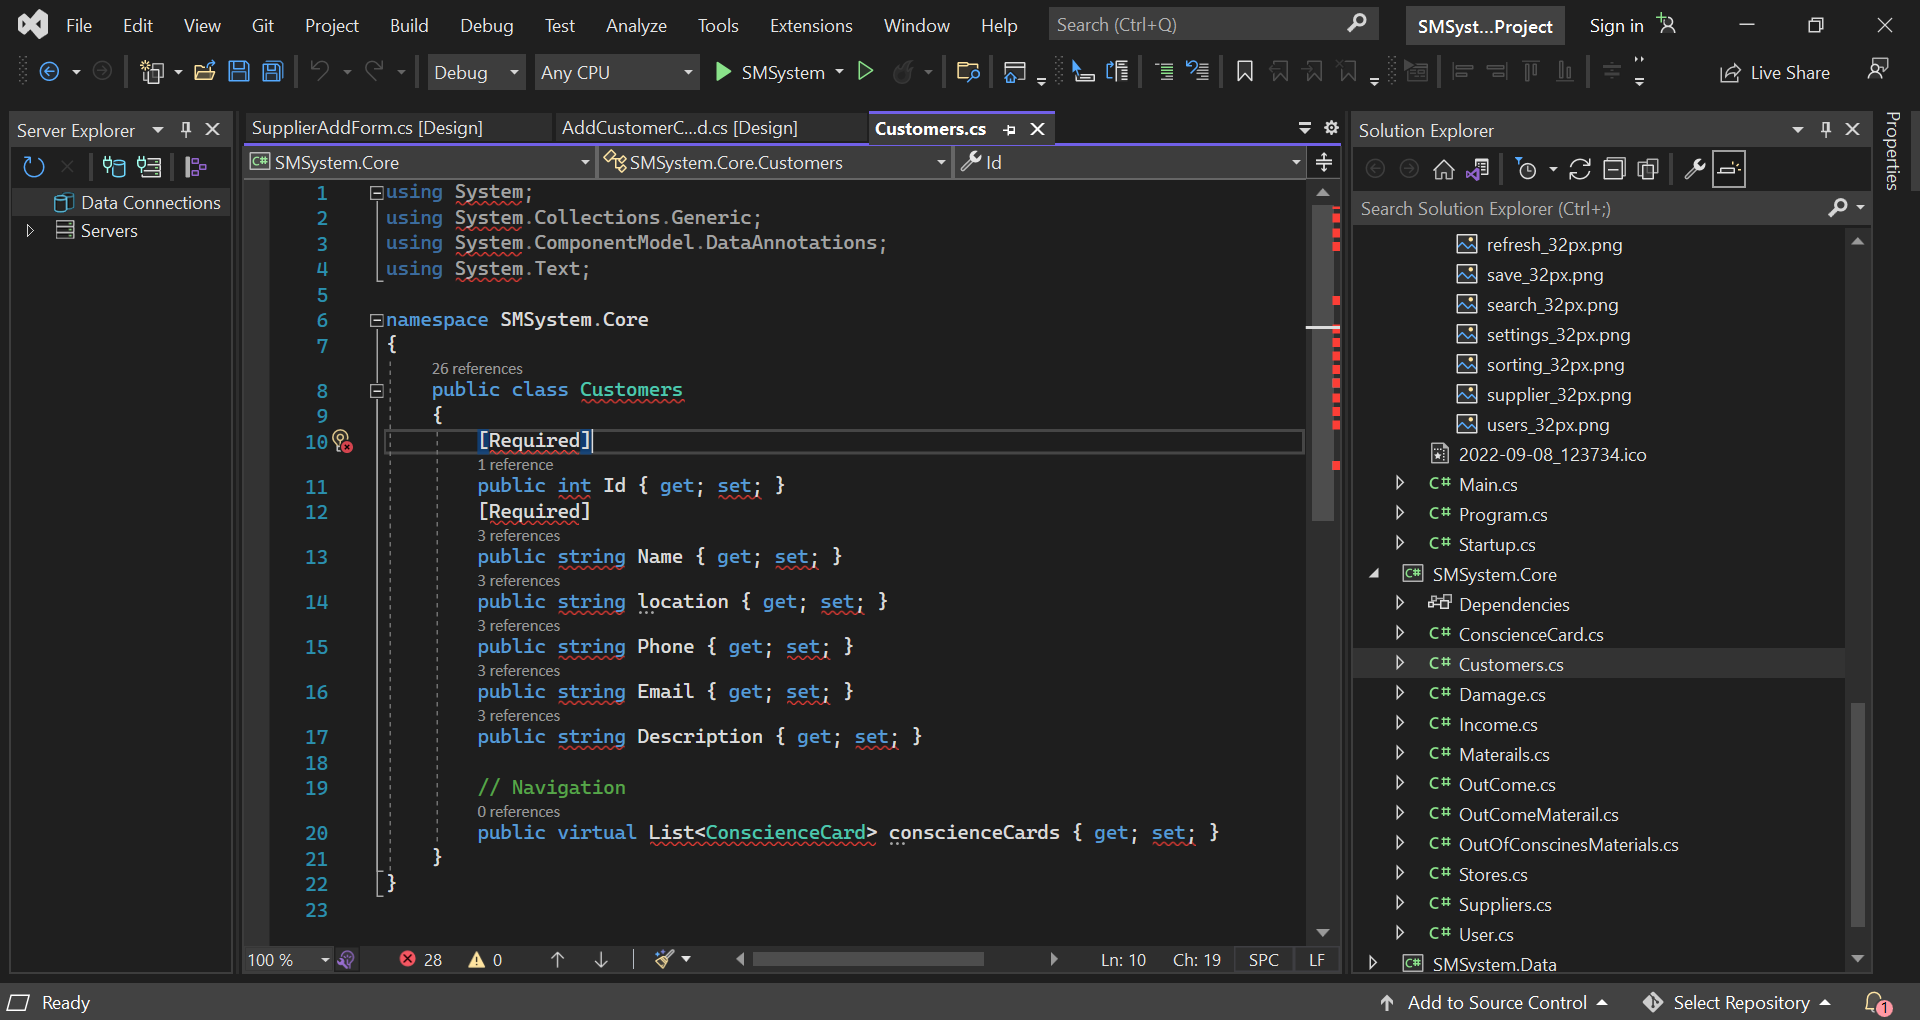 File Edit View Git Project Build Debug Test Analyze Tools Extensions Window Help Search (Ctrl+Q) SMSyst...Project Sign in
Debug Any CPU SMSystem Live Share
Server Explorer
Data Connections
Servers
SupplierAddForm.cs [Design] AddCustomerC...d.cs [Design] Customers.cs
SMSystem.Core SMSystem.Core.Customers Id
1 using System;
2 using System.Collections.Generic;
3 using System.ComponentModel.DataAnnotations;
4 using System.Text;
5
6 namespace SMSystem.Core
7 {
26 references
8 public class Customers
9 {
10 [Required]
1 reference
11 public int Id { get; set; }
12 [Required]
3 references
13 public string Name { get; set; }
3 references
14 public string location { get; set; }
3 references
15 public string Phone { get; set; }
3 references
16 public string Email { get; set; }
3 references
17 public string Description { get; set; }
18
19 // Navigation
0 references
20 public virtual List<ConscienceCard> conscienceCards { get; set; }
21 }
22 }
23
100 % 28 0 Ln: 10 Ch: 19 SPC LF
Solution Explorer
Search Solution Explorer (Ctrl+;)
refresh_32px.png
save_32px.png
search_32px.png
settings_32px.png
sorting_32px.png
supplier_32px.png
users_32px.png
2022-09-08_123734.ico
C# Main.cs
C# Program.cs
C# Startup.cs
C# SMSystem.Core
Dependencies
C# ConscienceCard.cs
C# Customers.cs
C# Damage.cs
C# Income.cs
C# Materails.cs
C# OutCome.cs
C# OutComeMaterail.cs
C# OutOfConscinesMaterials.cs
C# Stores.cs
C# Suppliers.cs
C# User.cs
C# SMSystem.Data
Properties
Ready Add to Source Control Select Repository 1